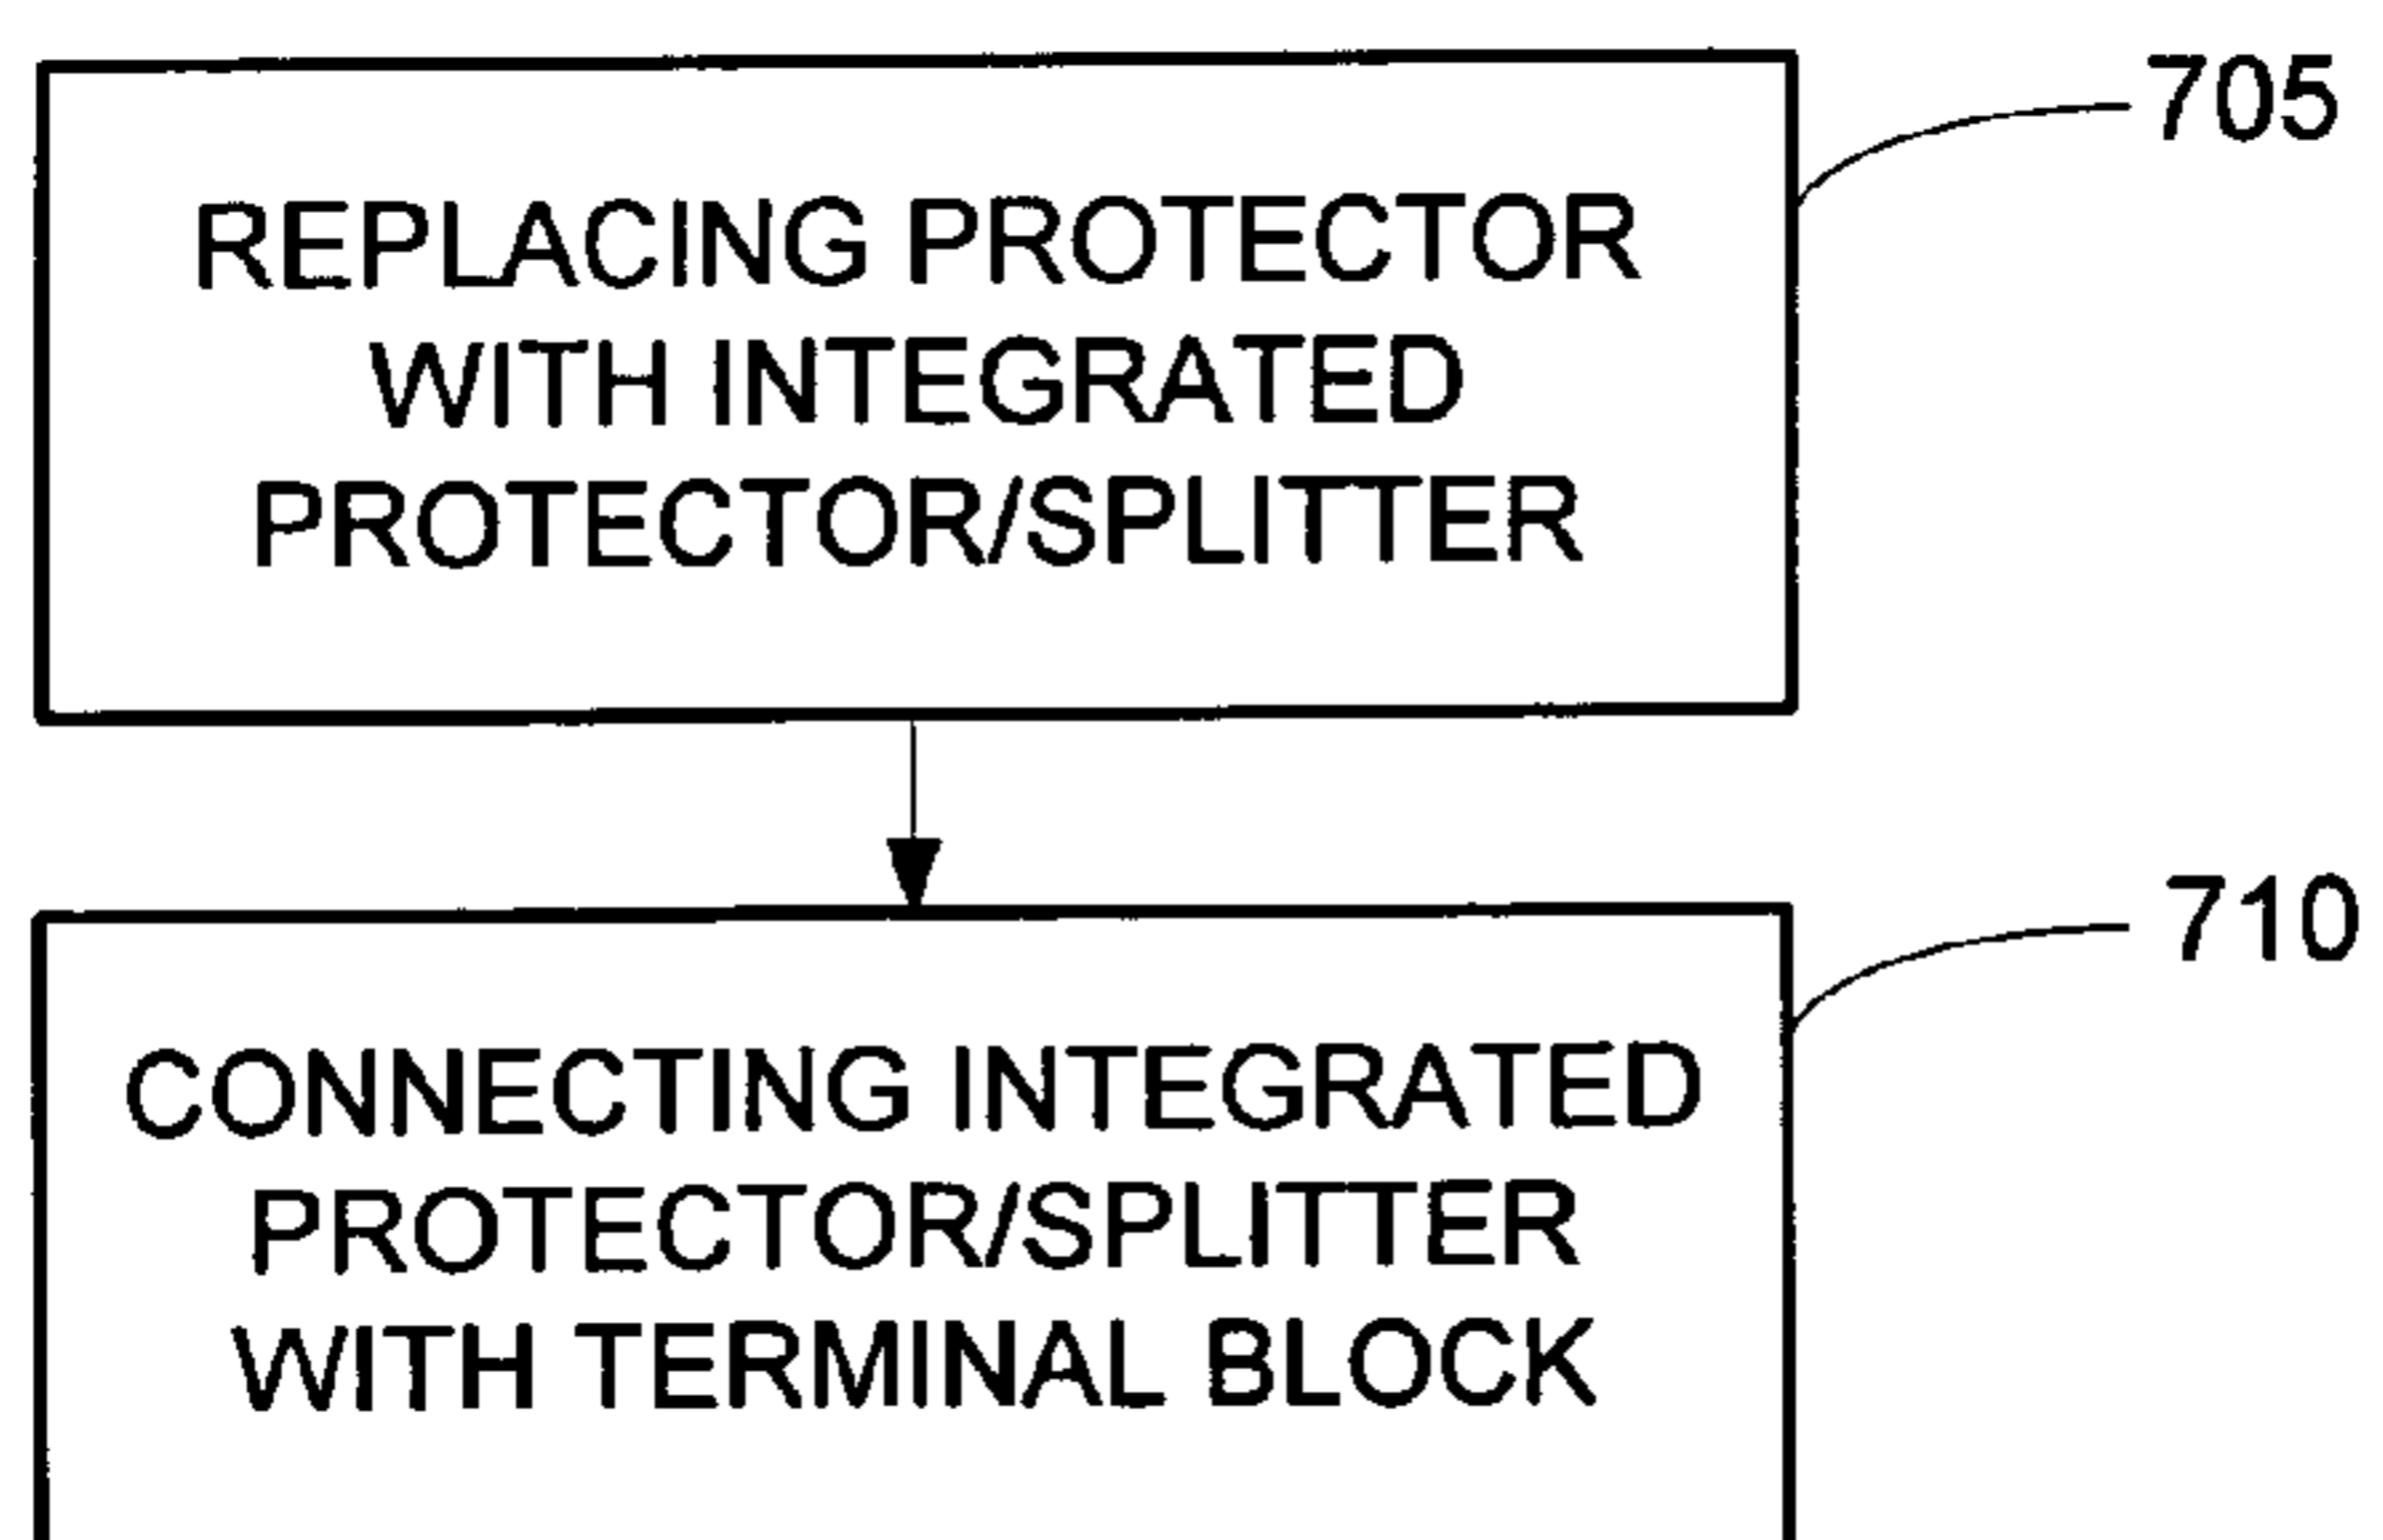 705
REPLACING PROTECTOR
WITH INTEGRATED
PROTECTOR/SPLITTER
710
CONNECTING INTEGRATED
PROTECTOR/SPLITTER
WITH TERMINAL BLOCK